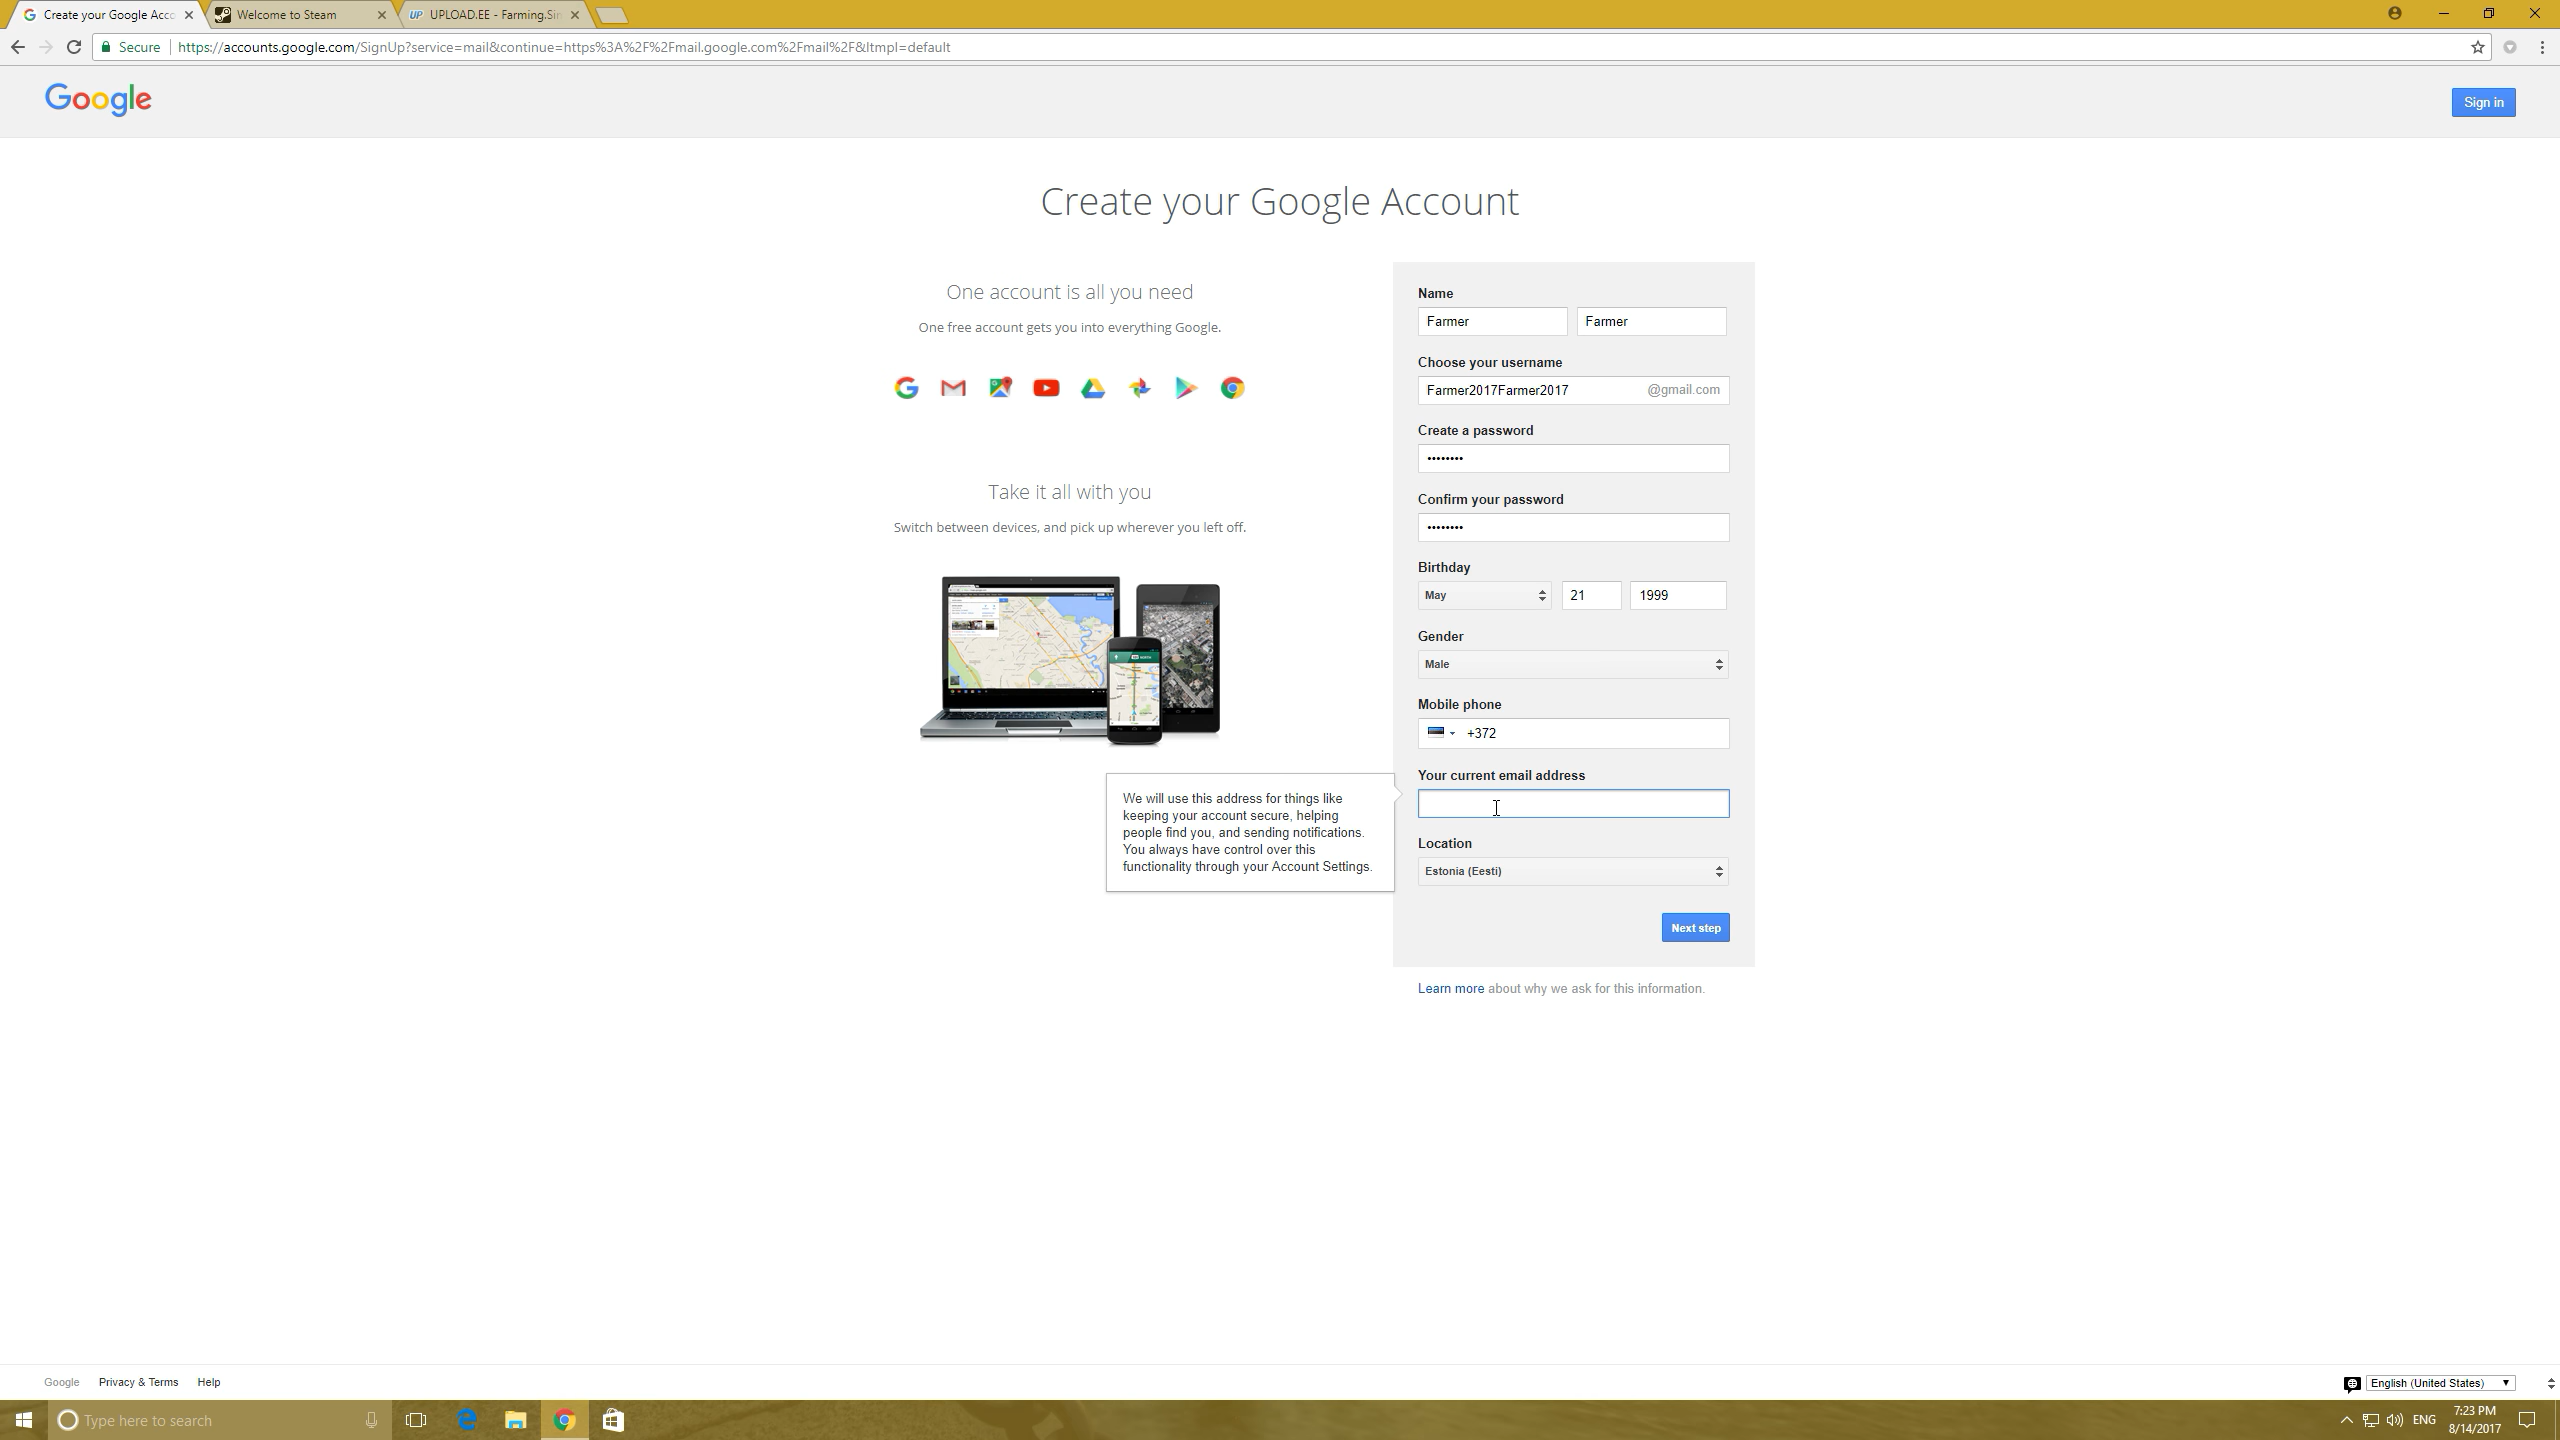 Create your Google Acco
Welcome to Steam
UP UPLOAD.EE - Farming.Sim
Secure https://accounts.google.com/SignUp?service=mail&continue=https%3A%2F%2Fmail.google.com%2Fmail%2F&ltmpl=default
Google
Sign in
Create your Google Account
One account is all you need
One free account gets you into everything Google.
Take it all with you
Switch between devices, and pick up wherever you left off.
Name
Farmer Farmer
Choose your username
Farmer2017Farmer2017 @gmail.com
Create a password
••••••••
Confirm your password
••••••••
Birthday
May 21 1999
Gender
Male
Mobile phone
+372
Your current email address
We will use this address for things like
keeping your account secure, helping
people find you, and sending notifications.
You always have control over this
functionality through your Account Settings.
Location
Estonia (Eesti)
Next step
Learn more about why we ask for this information.
Google Privacy & Terms Help
English (United States)
Type here to search
ENG
7:23 PM
8/14/2017